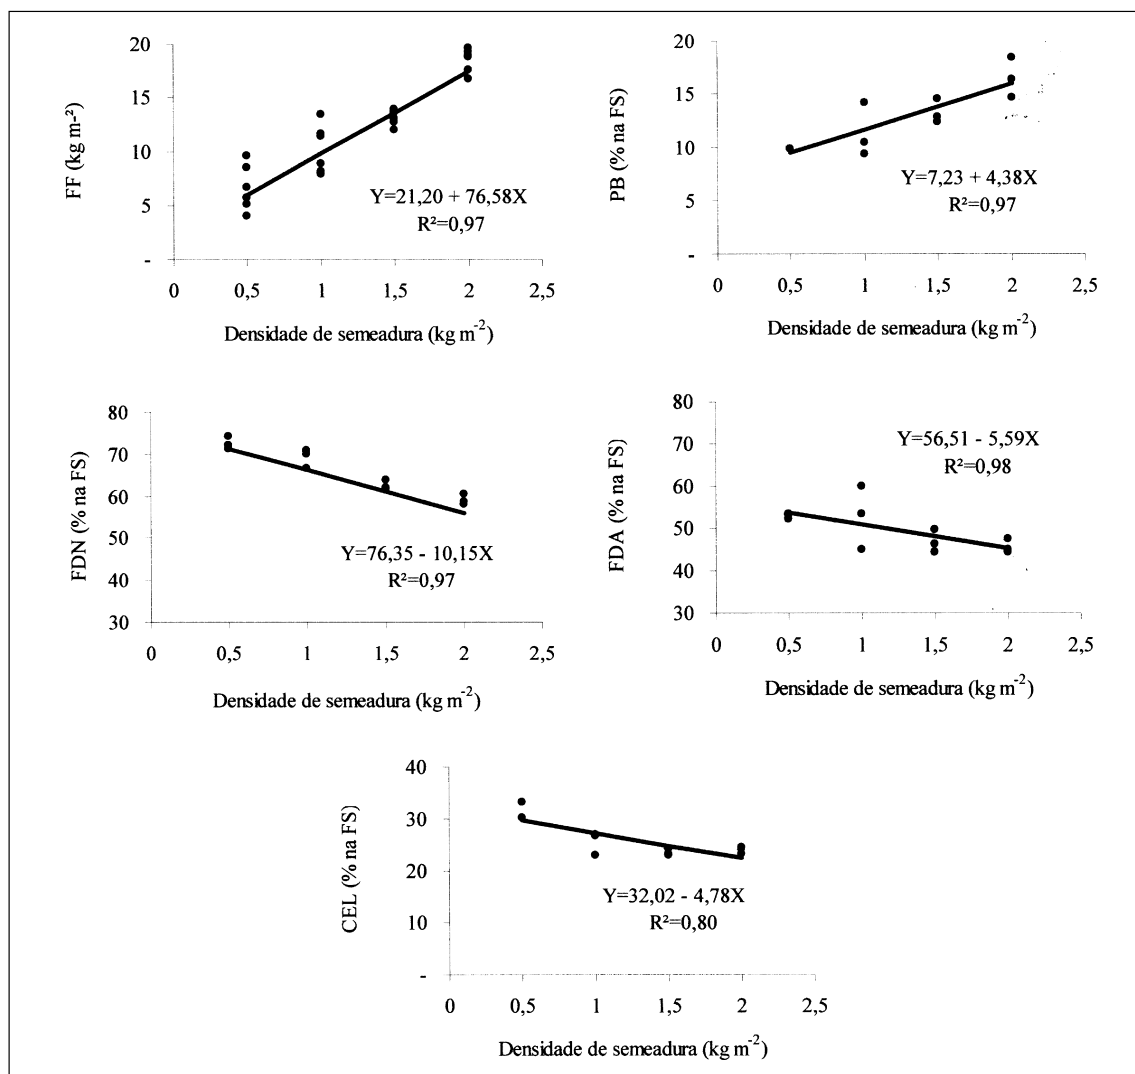 20
15
10
5
-
FF (kg m-²)
Y=21,20 + 76,58X
R²=0,97
0 0,5 1 1,5 2 2,5
Densidade de semeadura (kg m⁻²)
20
15
10
5
-
PB (% na FS)
Y=7,23 + 4,38X
R²=0,97
0 0,5 1 1,5 2 2,5
Densidade de semeadura (kg m⁻²)
80
70
60
50
40
30
FDN (% na FS)
Y=76,35 - 10,15X
R²=0,97
0 0,5 1 1,5 2 2,5
Densidade de semeadura (kg m⁻²)
80
70
60
50
40
30
FDA (% na FS)
Y=56,51 - 5,59X
R²=0,98
0 0,5 1 1,5 2 2,5
Densidade de semeadura (kg m⁻²)
40
30
20
10
-
CEL (% na FS)
Y=32,02 - 4,78X
R²=0,80
0 0,5 1 1,5 2 2,5
Densidade de semeadura (kg m⁻²)